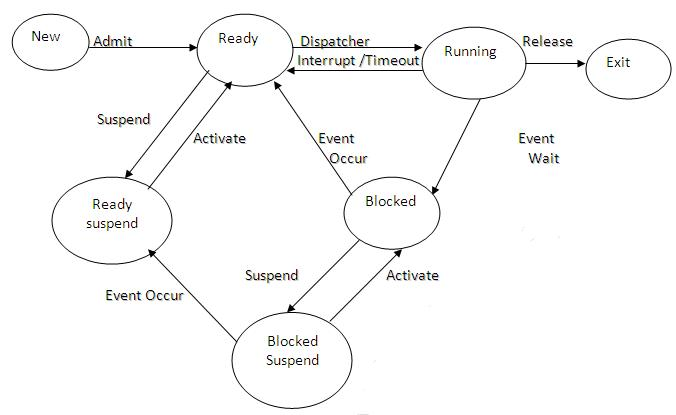 New
Admit
Ready
Dispatcher
Interrupt /Timeout
Running
Release
Exit
Suspend
Activate
Event
Occur
Event
Wait
Ready
suspend
Blocked
Suspend
Activate
Event Occur
Blocked
Suspend